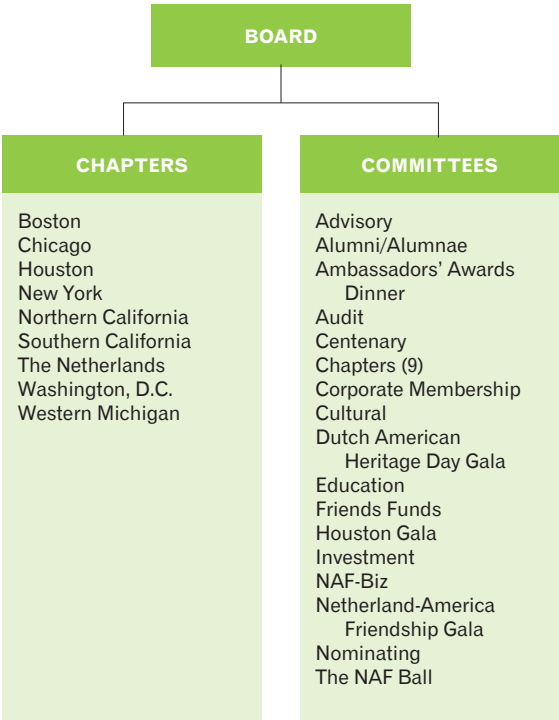 BOARD
CHAPTERS
Boston
Chicago
Houston
New York
Northern California
Southern California
The Netherlands
Washington, D.C.
Western Michigan
COMMITTEES
Advisory
Alumni/Alumnae
Ambassadors’ Awards
Dinner
Audit
Centenary
Chapters (9)
Corporate Membership
Cultural
Dutch American
Heritage Day Gala
Education
Friends Funds
Houston Gala
Investment
NAF-Biz
Netherland-America
Friendship Gala
Nominating
The NAF Ball